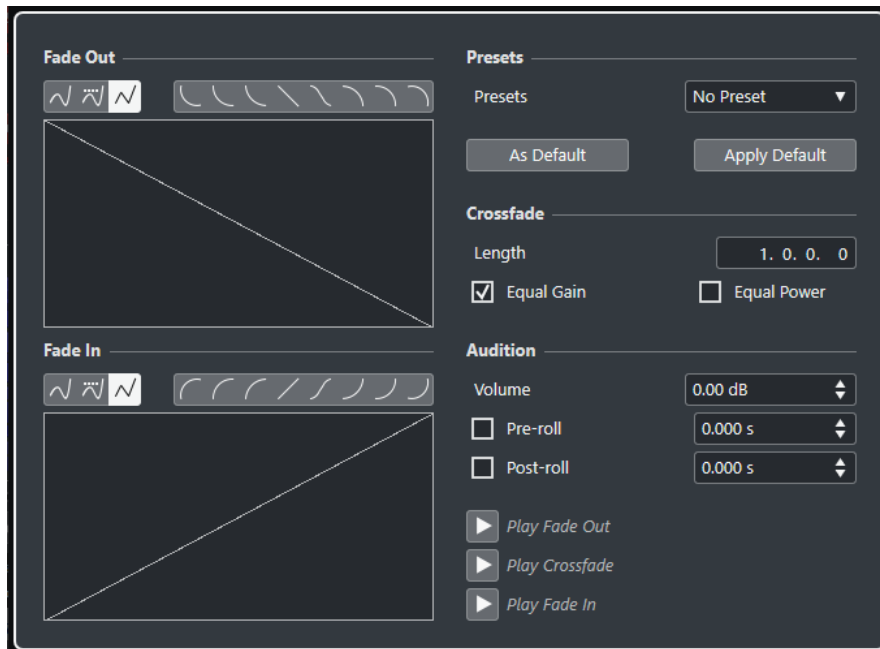 Fade Out
Presets
Presets
No Preset
As Default
Apply Default
Crossfade
Length
1. 0. 0. 0
Equal Gain
Equal Power
Fade In
Audition
Volume
0.00 dB
Pre-roll
0.000 s
Post-roll
0.000 s
Play Fade Out
Play Crossfade
Play Fade In